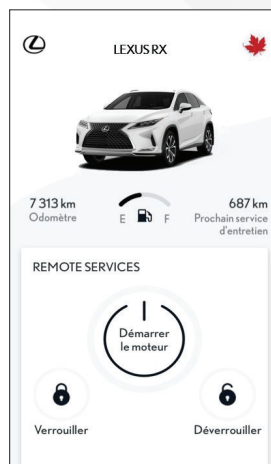 LEXUS RX
7 313 km
Odomètre
E F
687 km
Prochain service
d'entretien
REMOTE SERVICES
Démarrer
le moteur
Verrouiller
Déverrouiller